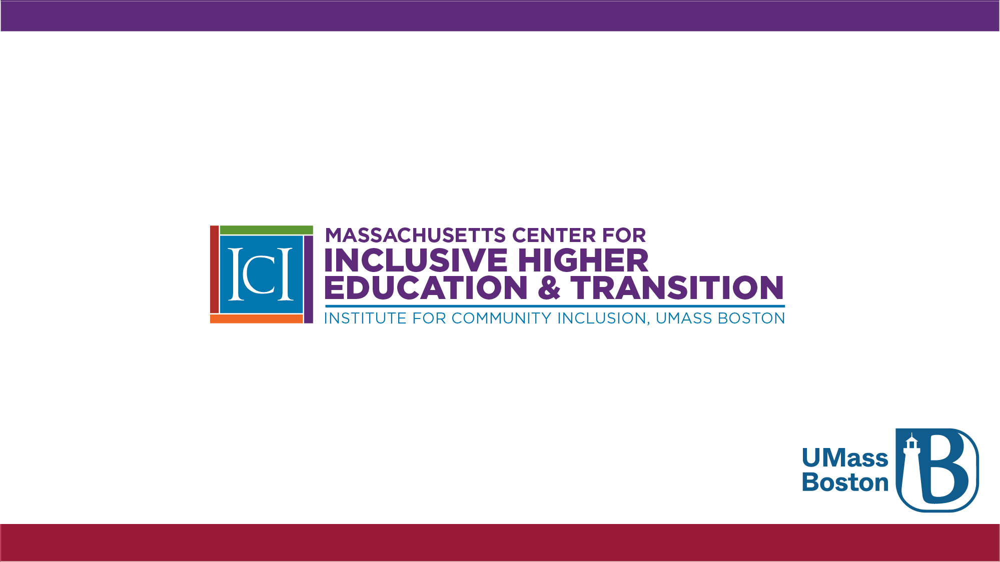 ICI
MASSACHUSETTS CENTER FOR
INCLUSIVE HIGHER
EDUCATION & TRANSITION
INSTITUTE FOR COMMUNITY INCLUSION, UMASS BOSTON
UMass
Boston
B